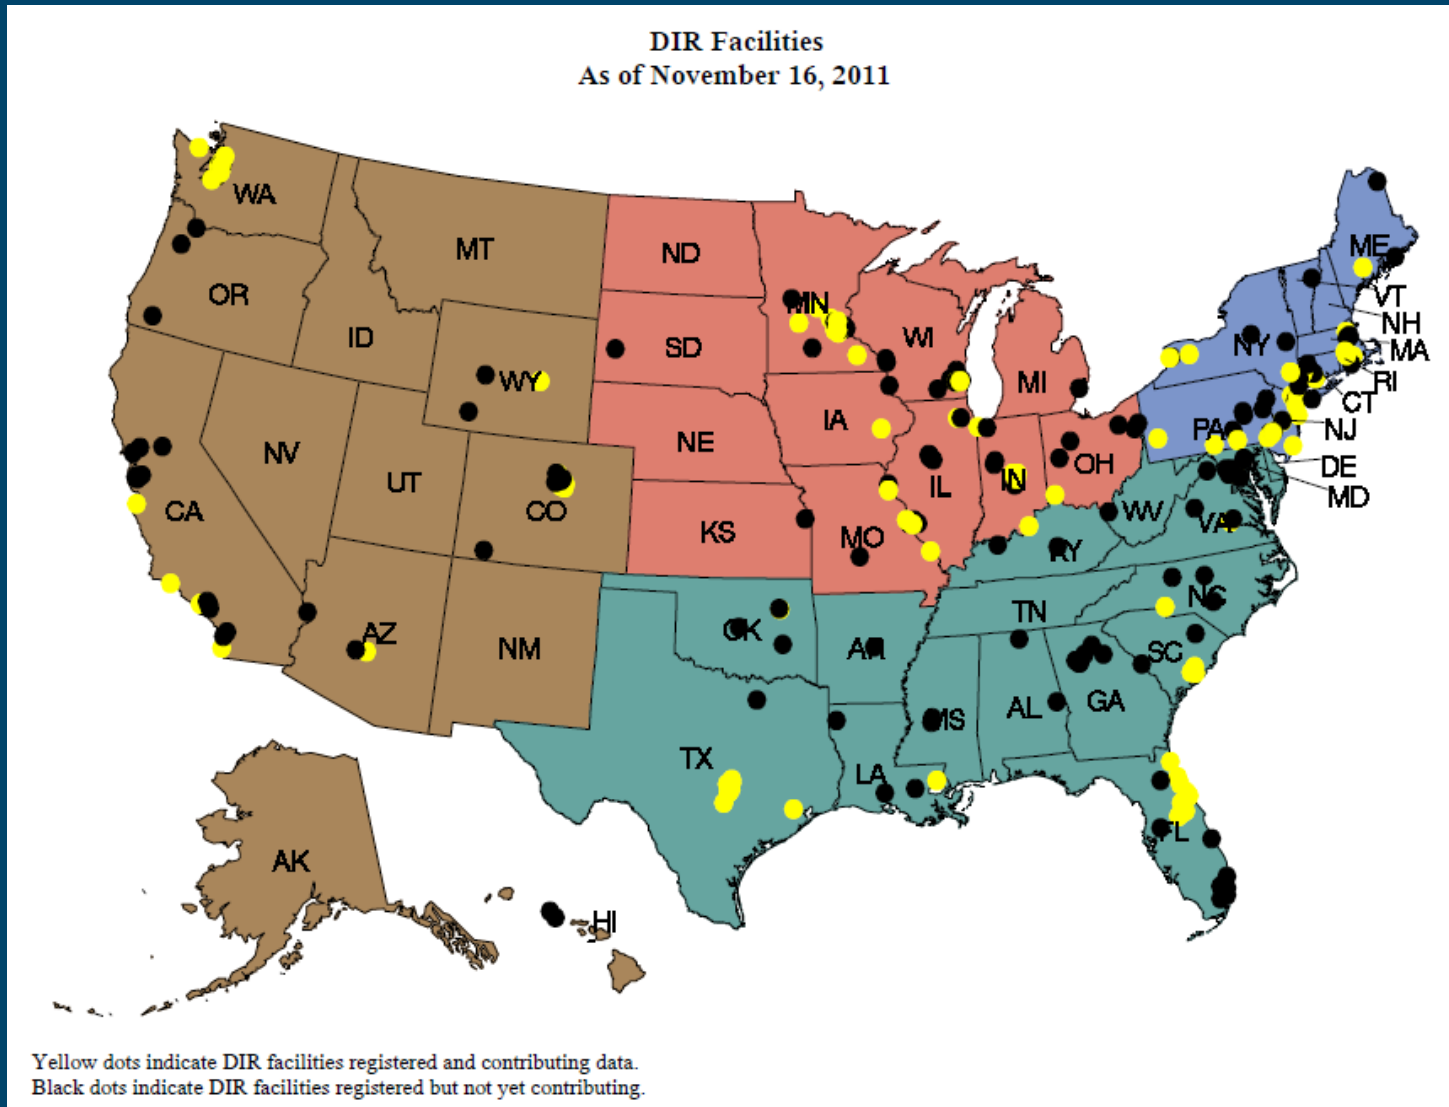 DIR Facilities
As of November 16, 2011
WA
MT
ND
MN
ME
VT
NH
MA
RI
CT
NJ
DE
MD
OR
ID
WY
SD
WI
MI
NY
PA
IA
NE
IL
IN
OH
NV
UT
CO
CA
KS
MO
WV
VA
KY
AZ
NM
OK
AR
TN
NC
SC
TX
LA
MS
AL
GA
FL
AK
HI
Yellow dots indicate DIR facilities registered and contributing data.
Black dots indicate DIR facilities registered but not yet contributing.